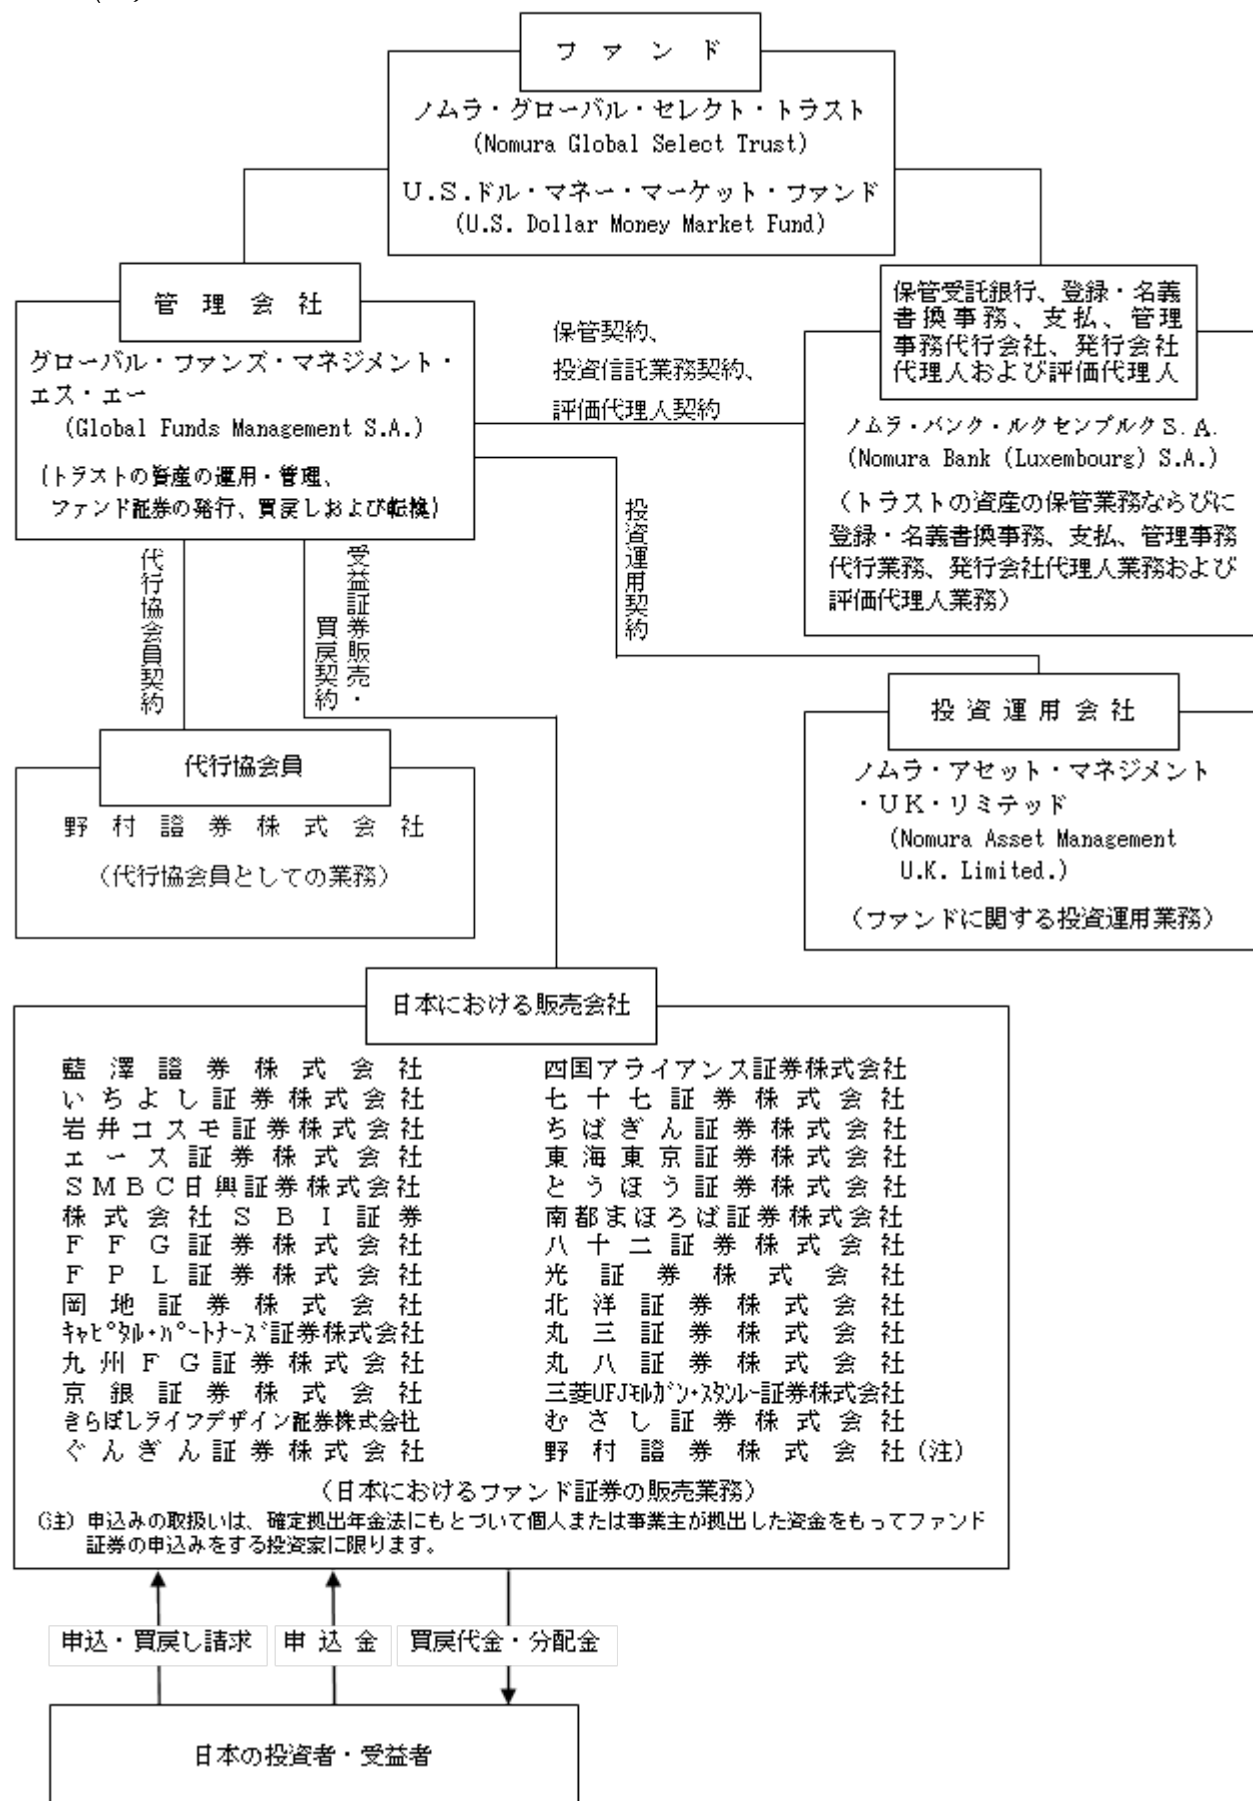 ファンド
ノムラ・グローバル・セレクト・トラスト
(Nomura Global Select Trust)
U.S.ドル・マネー・マーケット・ファンド
(U.S. Dollar Money Market Fund)
管理会社
グローバル・ファンズ・マネジメント・
エス・エー
(Global Funds Management S.A.)
(トラストの資産の運用・管理、
ファンド証券の発行、買戻しおよび転換)
保管契約、
投資信託業務契約、
評価代理人契約
保管受託銀行、登録・名義
書換事務、支払、管理
事務代行会社、発行会社
代理人および評価代理人
ノムラ・バンク・ルクセンブルクS.A.
(Nomura Bank (Luxembourg) S.A.)
(トラストの資産の保管業務ならびに
登録・名義書換事務、支払、管理事務
代行業務、発行会社代理人業務および
評価代理人業務)
代行協会員契約
受益証券販売・
買戻契約
投資運用契約
代行協会員
野村證券株式会社
(代行協会員としての業務)
投資運用会社
ノムラ・アセット・マネジメント
・UK・リミテッド
(Nomura Asset Management
U.K. Limited.)
(ファンドに関する投資運用業務)
日本における販売会社
藍澤證券株式会社
いちよし証券株式会社
岩井コスモ証券株式会社
エース証券株式会社
SMBC日興証券株式会社
株式会社SBI証券
FFG証券株式会社
FPL証券株式会社
岡地証券株式会社
キャピタル・パートナーズ証券株式会社
九州FG証券株式会社
京銀証券株式会社
きらぼしライフデザイン証券株式会社
ぐんぎん証券株式会社
四国アライアンス証券株式会社
七十七証券株式会社
ちばぎん証券株式会社
東海東京証券株式会社
とうほう証券株式会社
南都まほろば証券株式会社
八十二証券株式会社
光証券株式会社
北洋証券株式会社
丸三証券株式会社
丸八証券株式会社
三菱UFJモルガン・スタンレー証券株式会社
むさし証券株式会社
野村證券株式会社(注)
(日本におけるファンド証券の販売業務)
(注) 申込みの取扱いは、確定拠出年金法にもとづいて個人または事業主が拠出した資金をもってファンド
証券の申込みをする投資家に限ります。
申込・買戻し請求
申込金
買戻代金・分配金
日本の投資者・受益者